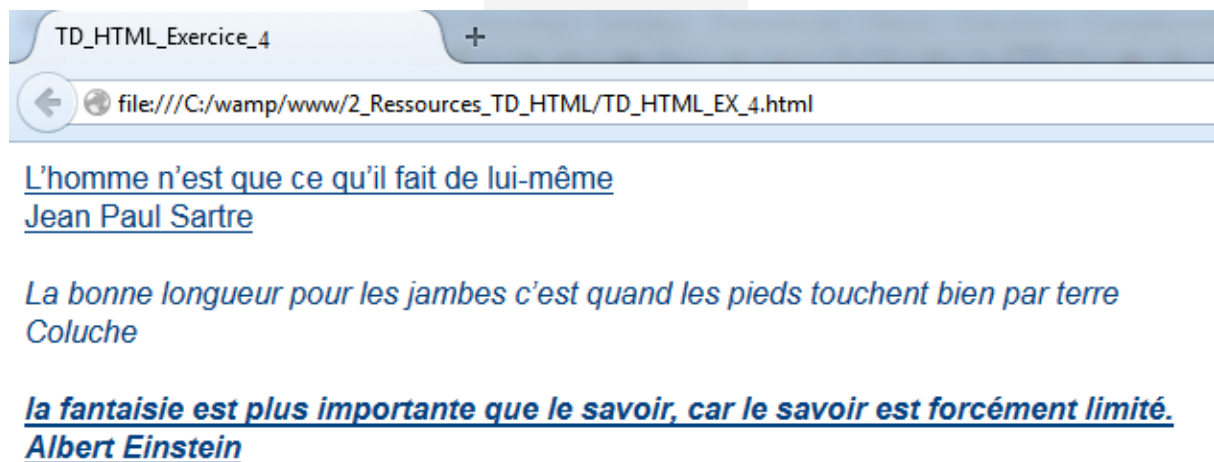 TD_HTML_Exercice_4
+
file:///C:/wamp/www/2_Ressources_TD_HTML/TD_HTML_EX_4.html
L’homme n’est que ce qu’il fait de lui-même
Jean Paul Sartre
La bonne longueur pour les jambes c’est quand les pieds touchent bien par terre
Coluche
la fantaisie est plus importante que le savoir, car le savoir est forcément limité.
Albert Einstein